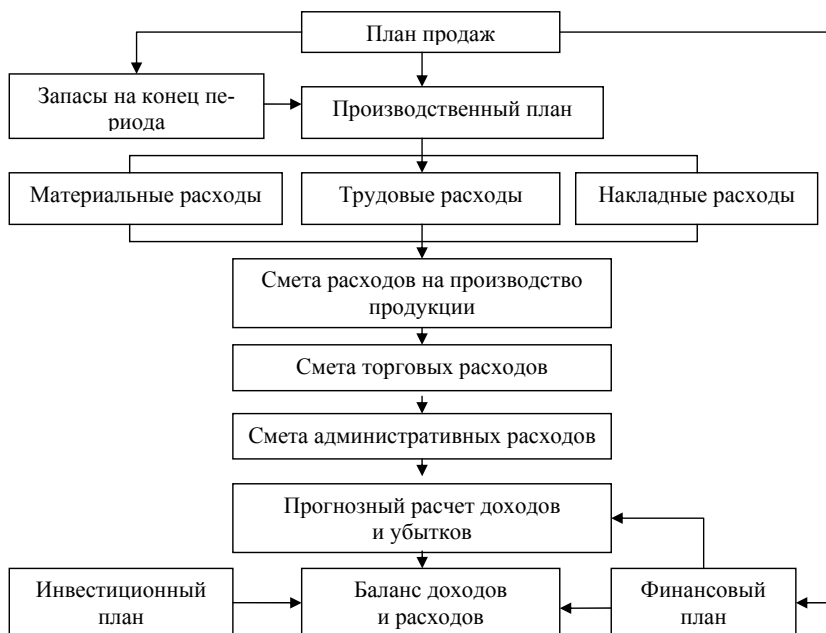 План продаж
Запасы на конец пе-
риода
Производственный план
Материальные расходы
Трудовые расходы
Накладные расходы
Смета расходов на производство
продукции
Смета торговых расходов
Смета административных расходов
Прогнозный расчет доходов
и убытков
Инвестиционный
план
Баланс доходов
и расходов
Финансовый
план